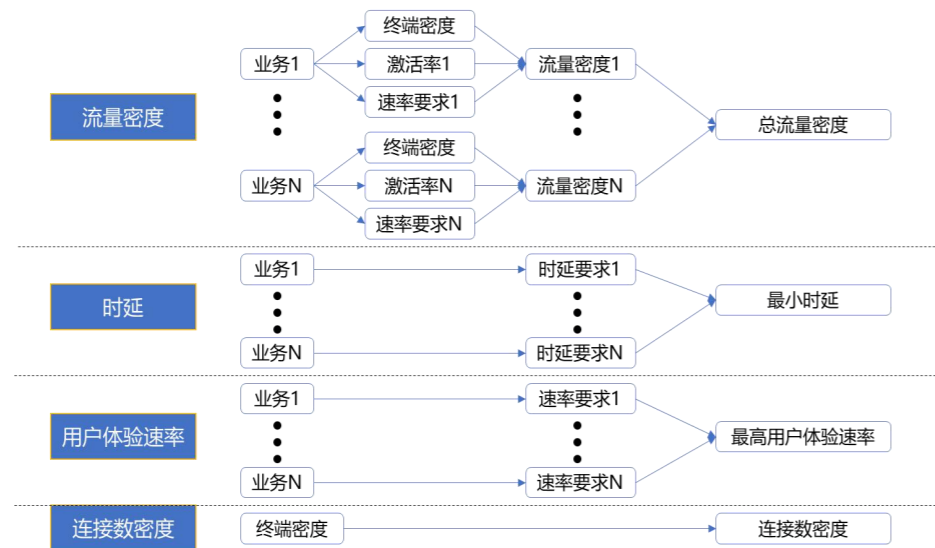 流量密度
业务1
终端密度
激活率1
速率要求1
流量密度1
业务N
终端密度
激活率N
速率要求N
流量密度N
总流量密度
时延
业务1
时延要求1
业务N
时延要求N
最小时延
用户体验速率
业务1
速率要求1
业务N
速率要求N
最高用户体验速率
连接数密度
终端密度
连接数密度